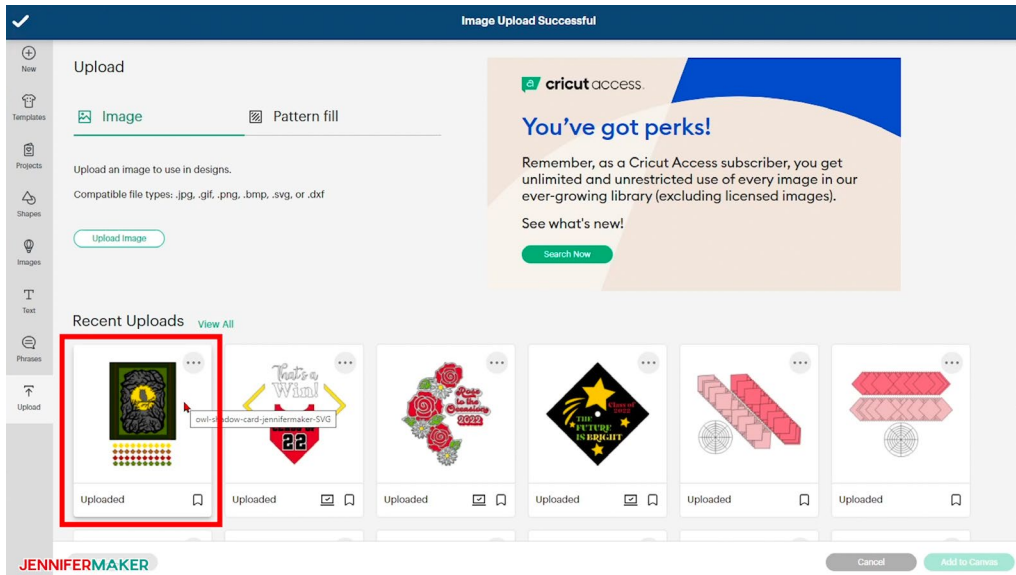 Image Upload Successful
New
Templates
Projects
Shapes
Images
Text
Phrases
Upload
Upload
Image
Pattern fill
Upload an image to use in designs.
Compatible file types: .jpg, .gif, .png, .bmp, .svg, or .dxf
Upload Image
cricut access.
You've got perks!
Remember, as a Cricut Access subscriber, you get
unlimited and unrestricted use of every image in our
ever-growing library (excluding licensed images).
See what's new!
Search Now
Recent Uploads View All
owl-shadow-card-jennifermaker-SVG
That's a
Win!
22
Rose
to the
Occasion
2022
Class of
2022
THE
FUTURE
IS BRIGHT
Uploaded
Uploaded
Uploaded
Uploaded
Uploaded
Uploaded
JENNIFERMAKER
Cancel
Add to Canvas